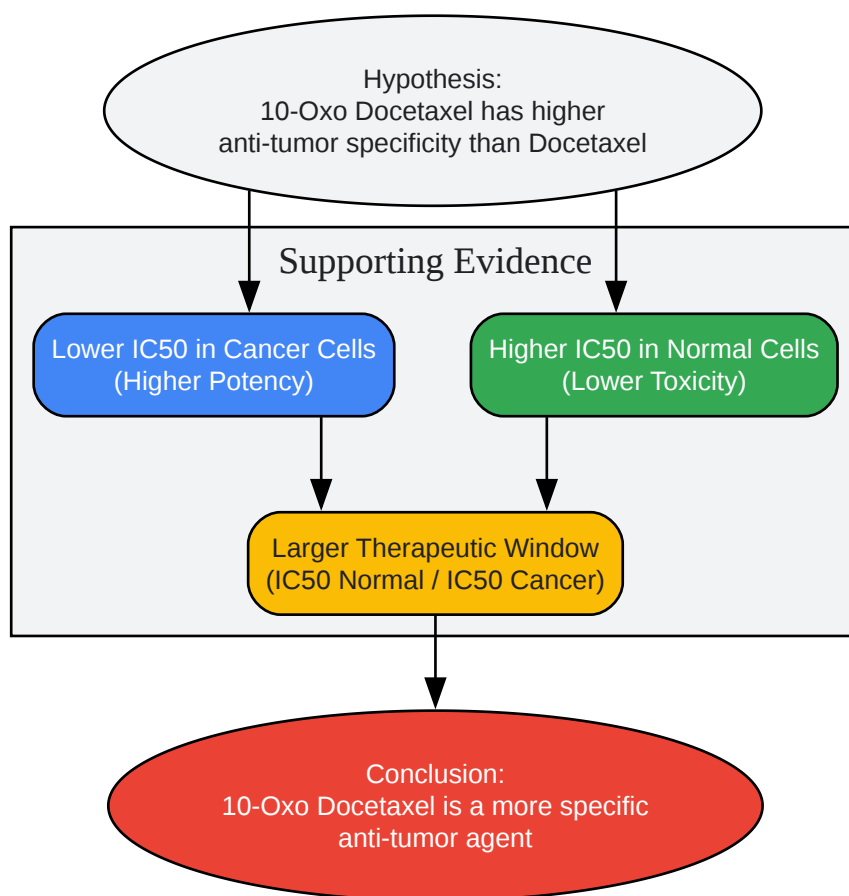 Hypothesis:
10-Oxo Docetaxel has higher
anti-tumor specificity than Docetaxel
Supporting Evidence
Lower IC50 in Cancer Cells
(Higher Potency)
Higher IC50 in Normal Cells
(Lower Toxicity)
Larger Therapeutic Window
(IC50 Normal / IC50 Cancer)
Conclusion:
10-Oxo Docetaxel is a more specific
anti-tumor agent